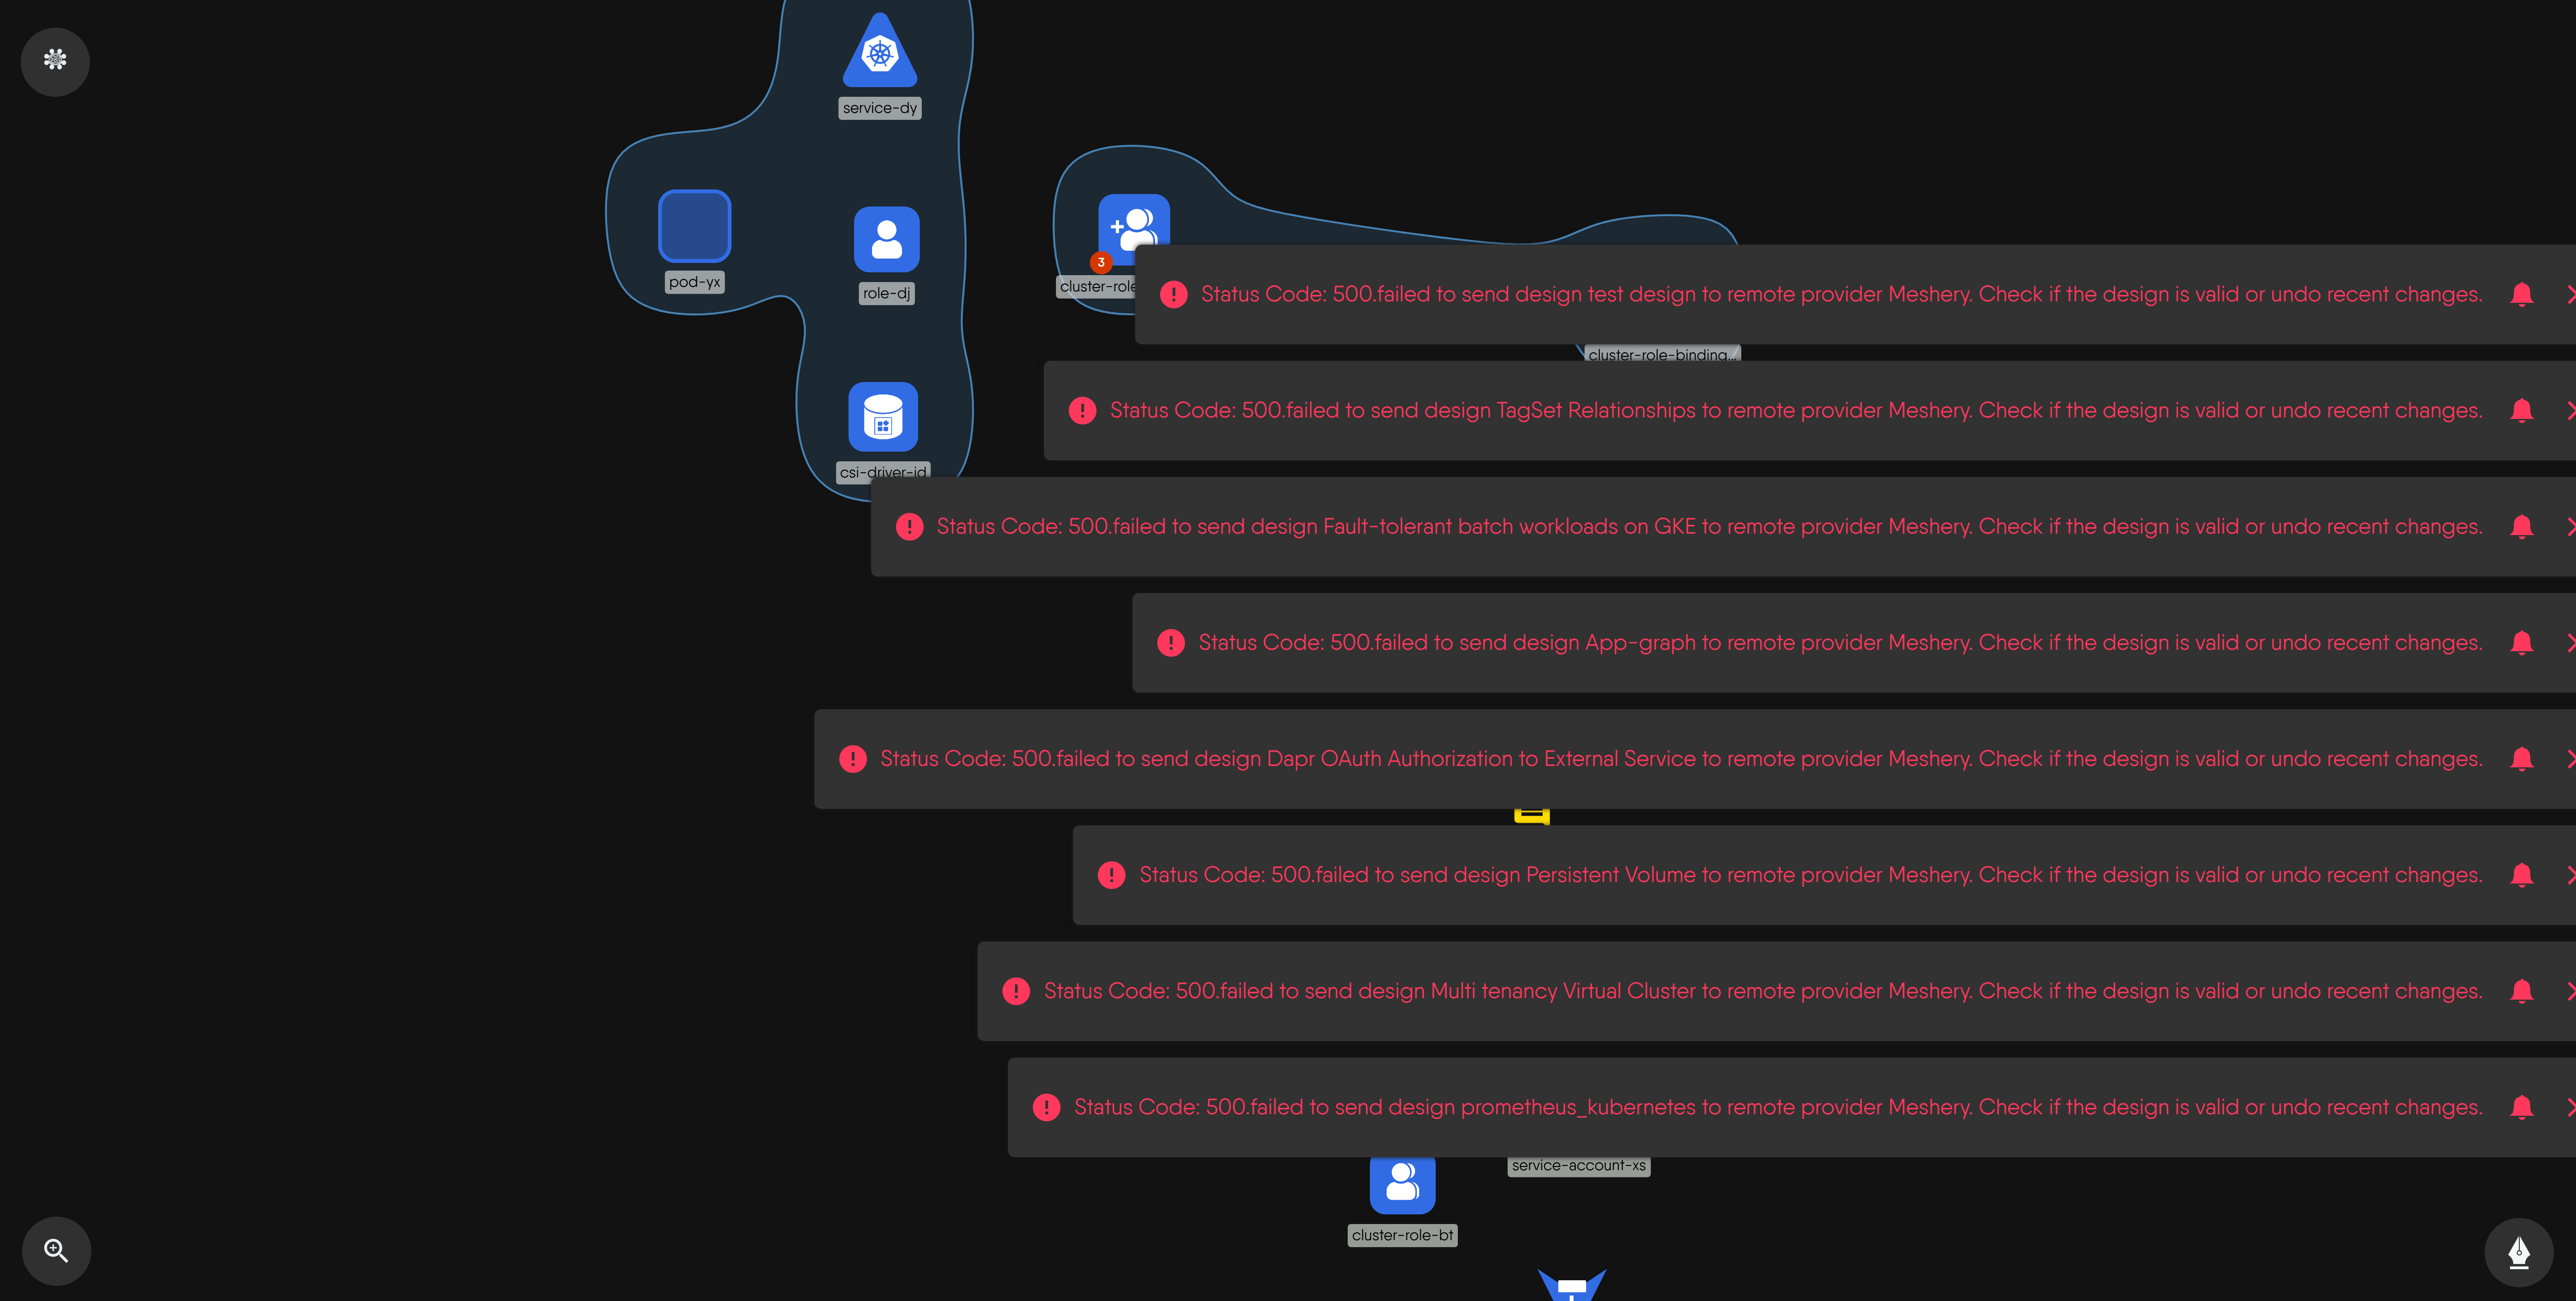 service-dy
pod-yx
role-dj
3
cluster-role
Status Code: 500.failed to send design test design to remote provider Meshery. Check if the design is valid or undo recent changes.
cluster-role-binding...
Status Code: 500.failed to send design TagSet Relationships to remote provider Meshery. Check if the design is valid or undo recent changes.
csi-driver-id
Status Code: 500.failed to send design Fault-tolerant batch workloads on GKE to remote provider Meshery. Check if the design is valid or undo recent changes.
Status Code: 500.failed to send design App-graph to remote provider Meshery. Check if the design is valid or undo recent changes.
Status Code: 500.failed to send design Dapr OAuth Authorization to External Service to remote provider Meshery. Check if the design is valid or undo recent changes.
Status Code: 500.failed to send design Persistent Volume to remote provider Meshery. Check if the design is valid or undo recent changes.
Status Code: 500.failed to send design Multi tenancy Virtual Cluster to remote provider Meshery. Check if the design is valid or undo recent changes.
Status Code: 500.failed to send design prometheus_kubernetes to remote provider Meshery. Check if the design is valid or undo recent changes.
service-account-xs
cluster-role-bt